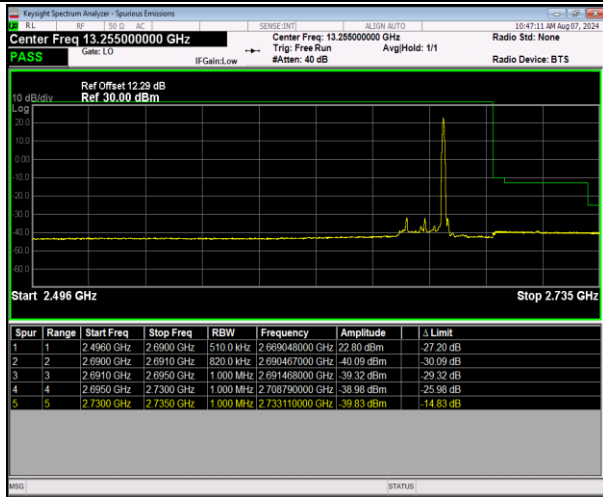 Keysight Spectrum Analyzer - Spurious Emissions
RL RF 50 Ω AC SENSE:INT ALIGN AUTO 10:47:11 AM Aug 07, 2024
Center Freq 13.255000000 GHz Center Freq: 13.255000000 GHz Radio Std: None
PASS Gate: LO IFGain:Low Trig: Free Run Avg|Hold: 1/1
#Atten: 40 dB Radio Device: BTS
Ref Offset 12.29 dB
10 dB/div Ref 30.00 dBm
Log
20.0
10.0
0.00
-10.0
-20.0
-30.0
-40.0
-50.0
-60.0
Start 2.496 GHz Stop 2.735 GHz
Spur Range Start Freq Stop Freq RBW Frequency Amplitude Δ Limit
1 1 2.4960 GHz 2.6900 GHz 510.0 kHz 2.669048000 GHz 22.80 dBm -27.20 dB
2 2 2.6900 GHz 2.6910 GHz 820.0 kHz 2.690467000 GHz -40.09 dBm -30.09 dB
3 3 2.6910 GHz 2.6950 GHz 1.000 MHz 2.691468000 GHz -39.32 dBm -29.32 dB
4 4 2.6950 GHz 2.7300 GHz 1.000 MHz 2.708790000 GHz -38.98 dBm -25.98 dB
5 5 2.7300 GHz 2.7350 GHz 1.000 MHz 2.733110000 GHz -39.83 dBm -14.83 dB
MSG STATUS